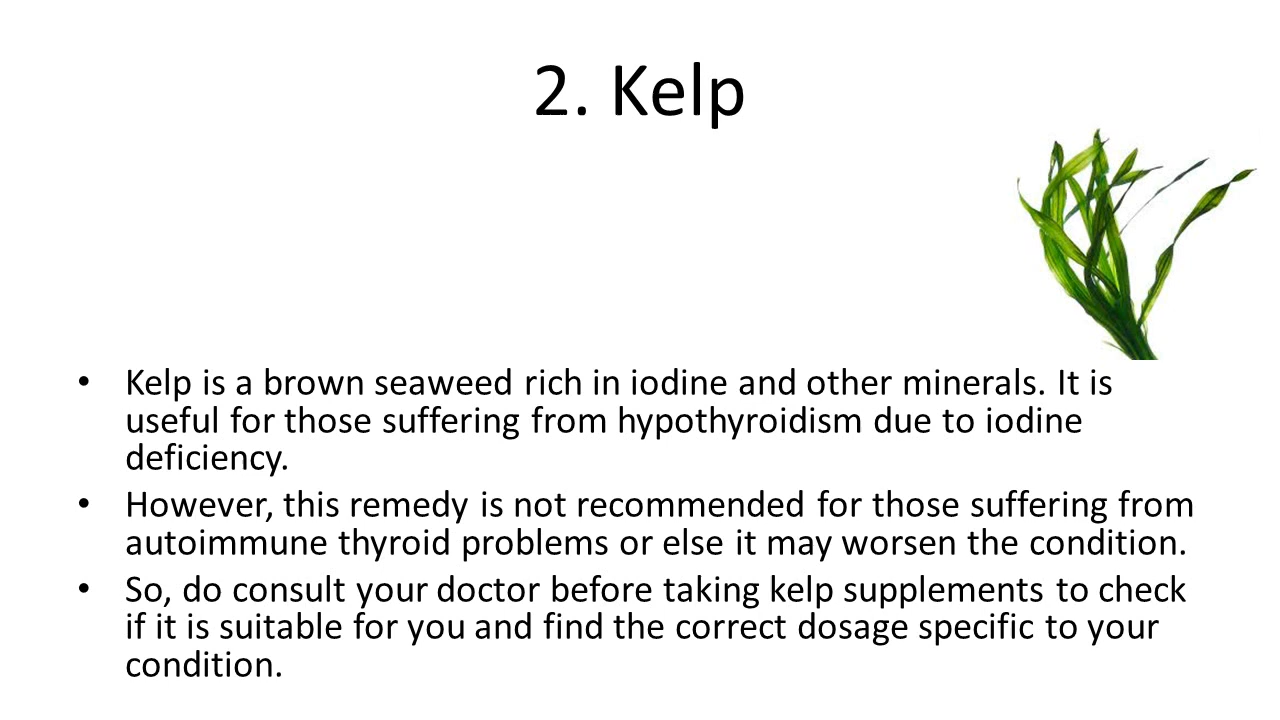 2. Kelp
• Kelp is a brown seaweed rich in iodine and other minerals. It is
useful for those suffering from hypothyroidism due to iodine
deficiency.
• However, this remedy is not recommended for those suffering from
autoimmune thyroid problems or else it may worsen the condition.
• So, do consult your doctor before taking kelp supplements to check
if it is suitable for you and find the correct dosage specific to your
condition.